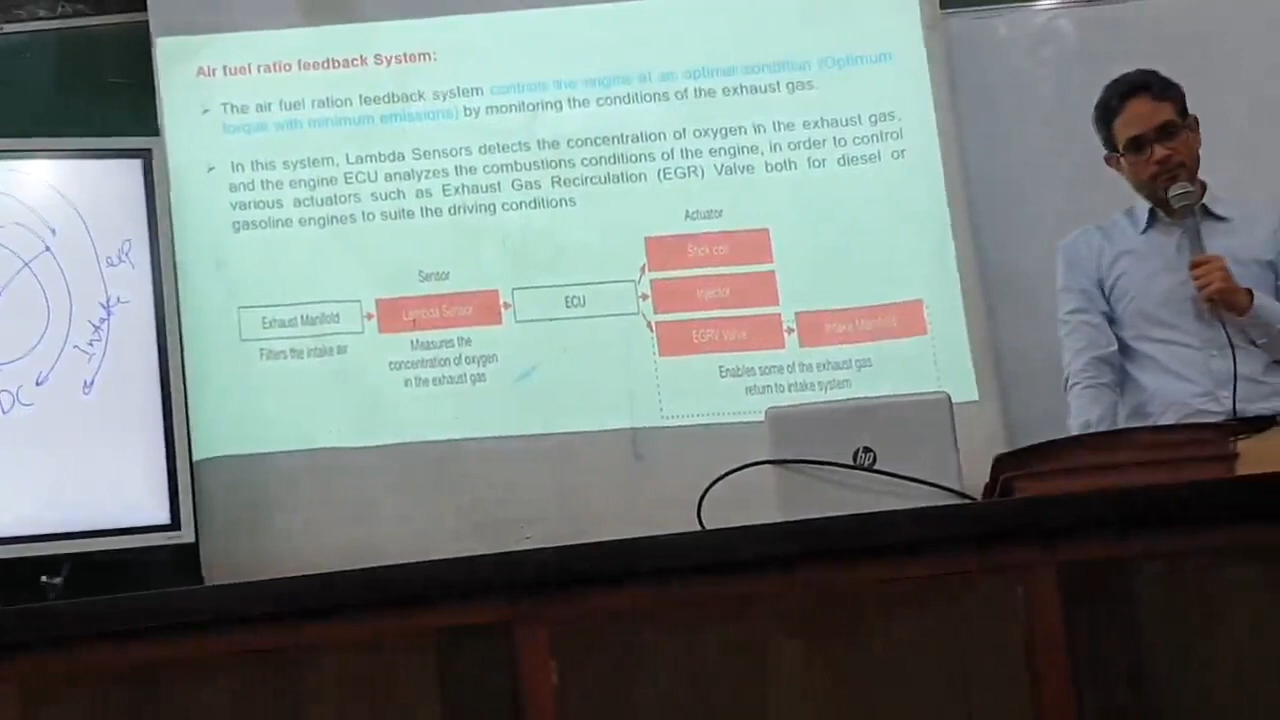 Air fuel ratio feedback System:
➢ The air fuel ration feedback system controls the engine at an optimal condition (Optimum
torque with minimum emissions) by monitoring the conditions of the exhaust gas.
➢ In this system, Lambda Sensors detects the concentration of oxygen in the exhaust gas,
and the engine ECU analyzes the combustions conditions of the engine, in order to control
various actuators such as Exhaust Gas Recirculation (EGR) Valve both for diesel or
gasoline engines to suite the driving conditions
Actuator
Sensor
Stick coil
Exhaust Manifold
Lambda Sensor
ECU
Injector
EGRV Valve
Intake Manifold
Filters the intake air
Measures the
concentration of oxygen
in the exhaust gas
Enables some of the exhaust gas
return to intake system
exp
Intake
DC
hp